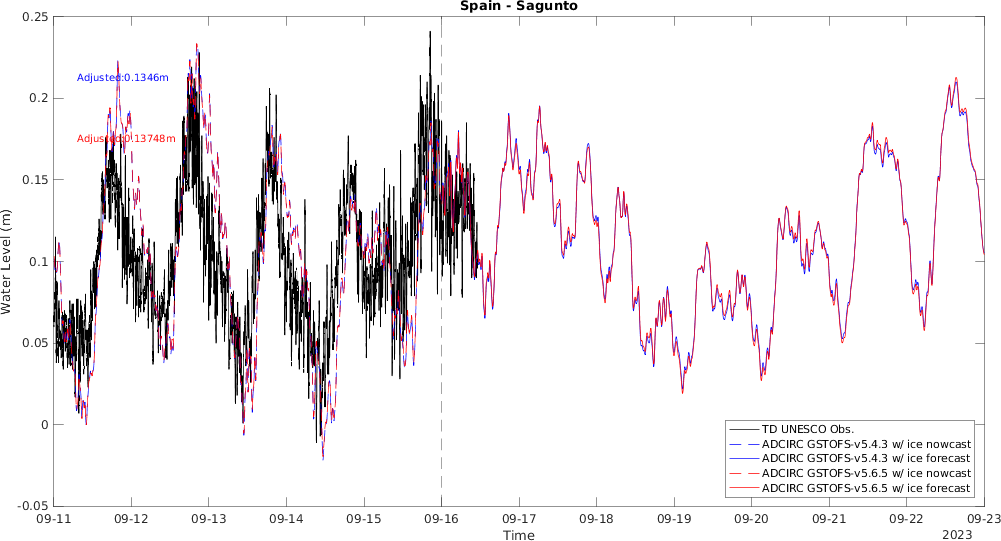 Spain - Sagunto
0.25
0.2
0.15
0.1
0.05
0
-0.05
Water Level (m)
Adjusted:0.1346m
Adjusted:0.13748m
TD UNESCO Obs.
ADCIRC GSTOFS-v5.4.3 w/ ice nowcast
ADCIRC GSTOFS-v5.4.3 w/ ice forecast
ADCIRC GSTOFS-v5.6.5 w/ ice nowcast
ADCIRC GSTOFS-v5.6.5 w/ ice forecast
09-11 09-12 09-13 09-14 09-15 09-16 09-17 09-18 09-19 09-20 09-21 09-22 09-23
Time
2023